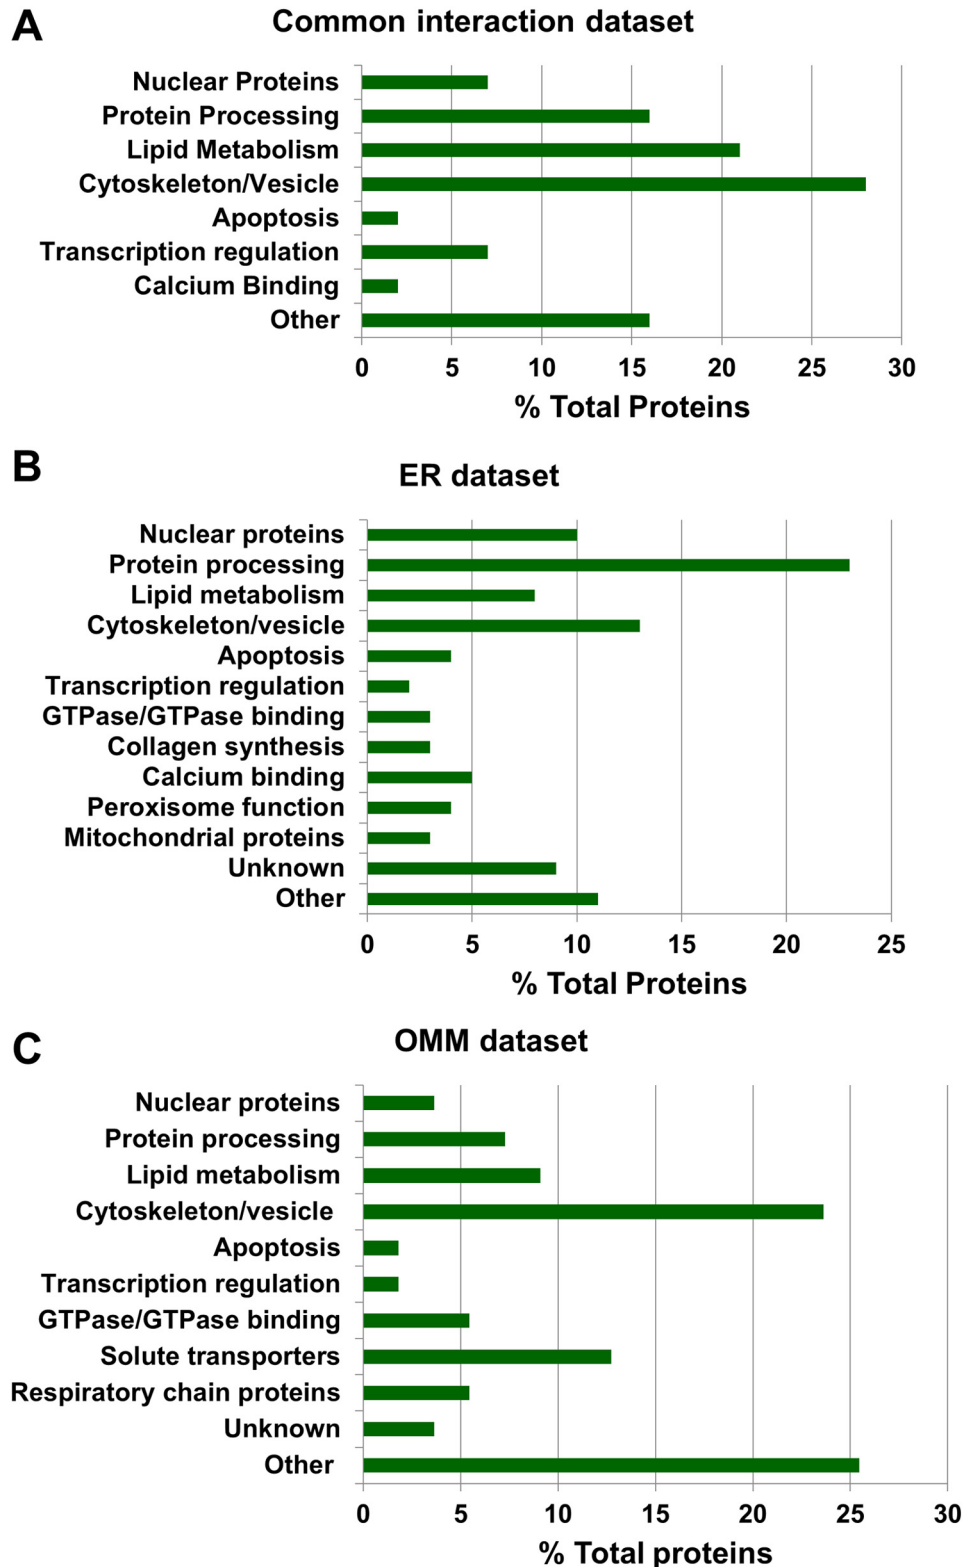 A
Common interaction dataset
Nuclear Proteins
Protein Processing
Lipid Metabolism
Cytoskeleton/Vesicle
Apoptosis
Transcription regulation
Calcium Binding
Other
0 5 10 15 20 25 30
% Total Proteins
B
ER dataset
Nuclear proteins
Protein processing
Lipid metabolism
Cytoskeleton/vesicle
Apoptosis
Transcription regulation
GTPase/GTPase binding
Collagen synthesis
Calcium binding
Peroxisome function
Mitochondrial proteins
Unknown
Other
0 5 10 15 20 25
% Total Proteins
C
OMM dataset
Nuclear proteins
Protein processing
Lipid metabolism
Cytoskeleton/vesicle
Apoptosis
Transcription regulation
GTPase/GTPase binding
Solute transporters
Respiratory chain proteins
Unknown
Other
0 5 10 15 20 25 30
% Total proteins